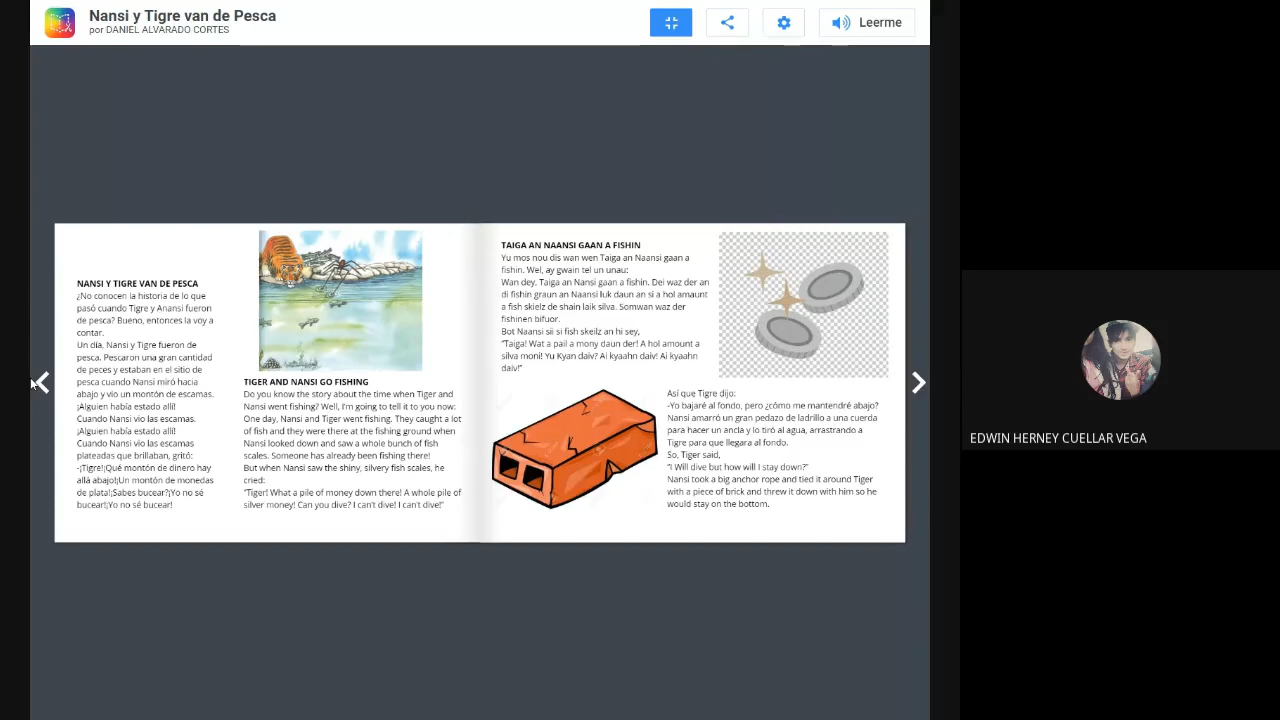 Nansi y Tigre van de Pesca
por DANIEL ALVARADO CORTES
Leerme
NANSI Y TIGRE VAN DE PESCA
¿No conocen la historia de lo que
pasó cuando Tigre y Anansi fueron
de pesca? Bueno, entonces la voy a
contar.
Un día, Nansi y Tigre fueron de
pesca. Pescaron una gran cantidad
de peces y estaban en el sitio de
pesca cuando Nansi miró hacia
abajo y vio un montón de escamas.
¡Alguien había estado allí!
Cuando Nansi vio las escamas.
¡Alguien había estado allí!
Cuando Nansi vio las escamas
plateadas que brillaban, gritó:
-¡Tigre!¡Qué montón de dinero hay
allá abajo!¡Un montón de monedas
de plata!¡Sabes bucear?¡Yo no sé
bucear!¡Yo no sé bucear!
TIGER AND NANSI GO FISHING
Do you know the story about the time when Tiger and
Nansi went fishing? Well, I'm going to tell it to you now:
One day, Nansi and Tiger went fishing. They caught a lot
of fish and they were there at the fishing ground when
Nansi looked down and saw a whole bunch of fish
scales. Someone has already been fishing there!
But when Nansi saw the shiny, silvery fish scales, he
cried:
"Tiger! What a pile of money down there! A whole pile of
silver money! Can you dive? I can't dive! I can't dive!"
TAIGA AN NAANSI GAAN A FISHIN
Yu mos nou dis wan wen Taiga an Naansi gaan a
fishin. Wel, ay gwain tel un unau:
Wan dey, Taiga an Nansi gaan a fishin. Dei waz der an
di fishin graun an Naansi luk daun an si a hol amaunt
a fish skielz de shain laik silva. Somwan waz der
fishinen bifuor.
Bot Naansi sii si fish skeilz an hi sey,
"Taiga! Wat a pail a mony daun der! A hol amount a
silva moni! Yu Kyan daiv? Ai kyaahn daiv! Ai kyaahn
daiv!"
Así que Tigre dijo:
-Yo bajaré al fondo, pero ¿cómo me mantendré abajo?
Nansi amarró un gran pedazo de ladrillo a una cuerda
para hacer un ancla y lo tiró al agua, arrastrando a
Tigre para que llegara al fondo.
So, Tiger said,
"I Will dive but how will I stay down?"
Nansi took a big anchor rope and tied it around Tiger
with a piece of brick and threw it down with him so he
would stay on the bottom.
EDWIN HERNEY CUELLAR VEGA